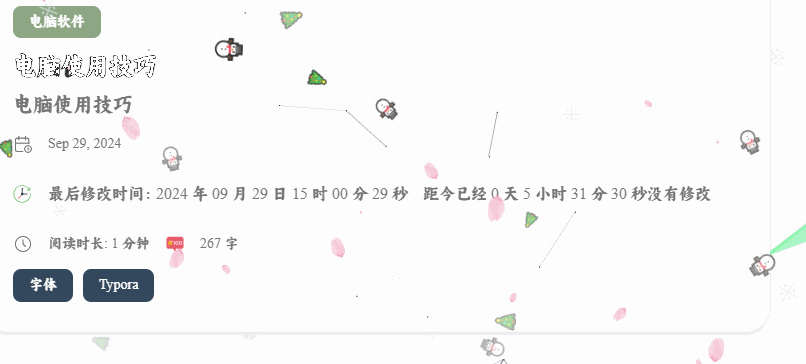 电脑软件
电脑使用技巧
电脑使用技巧
Sep 29, 2024
最后修改时间: 2024 年 09 月 29 日 15 时 00 分 29 秒 距今已经 0 天 5 小时 31 分 30 秒没有修改
阅读时长: 1 分钟 #100 267 字
字体 Typora